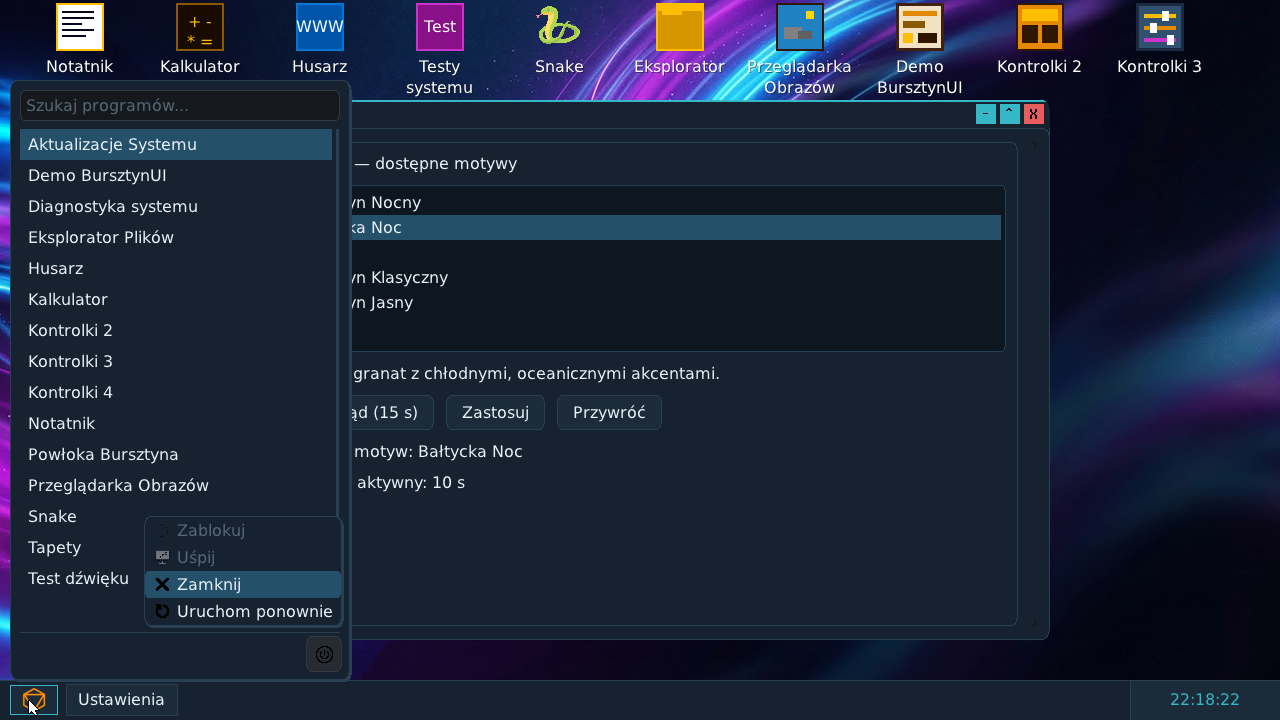 + -
* =
WWW
Test
Notatnik
Kalkulator
Husarz
Testy
systemu
Snake
Eksplorator
Przeglądarka
Obrazów
Demo
BursztynUI
Kontrolki 2
Kontrolki 3
Szukaj programów...
Aktualizacje Systemu
Demo BursztynUI
Diagnostyka systemu
Eksplorator Plików
Husarz
Kalkulator
Kontrolki 2
Kontrolki 3
Kontrolki 4
Notatnik
Powłoka Bursztyna
Przeglądarka Obrazów
Snake
Tapety
Test dźwięku
Zablokuj
Uśpij
Zamknij
Uruchom ponownie
- ^ X
— dostępne motywy
yn Nocny
ka Noc
yn Klasyczny
yn Jasny
granat z chłodnymi, oceanicznymi akcentami.
ąd (15 s)
Zastosuj
Przywróć
motyw: Bałtycka Noc
aktywny: 10 s
Ustawienia
22:18:22